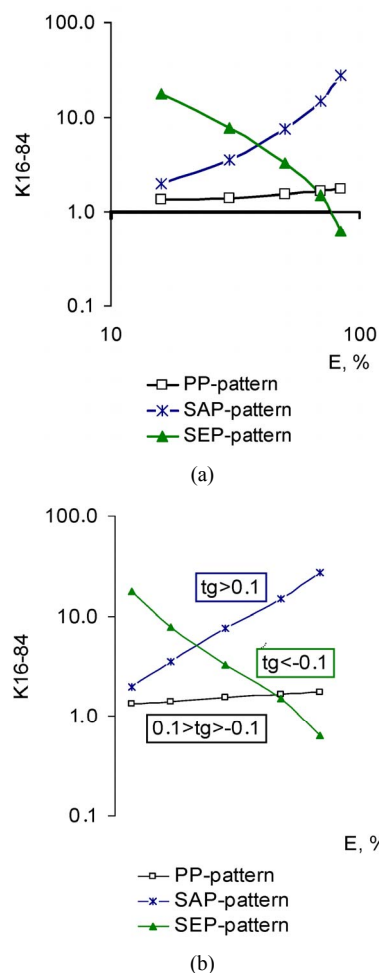 100.0
10.0
K16-84
1.0
0.1
10
100
E, %
PP-pattern
SAP-pattern
SEP-pattern
(a)
100.0
tg>0.1
10.0
K16-84
tg<-0.1
1.0
0.1>tg>-0.1
0.1
E, %
PP-pattern
SAP-pattern
SEP-pattern
(b)